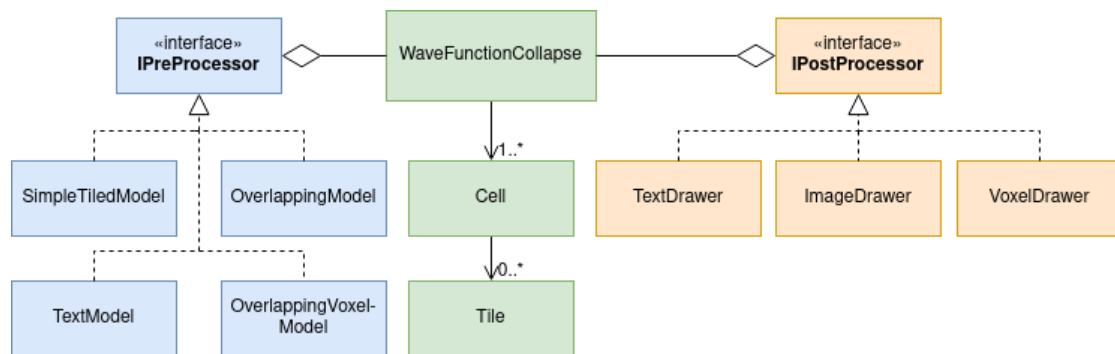 «interface»
IPreProcessor
WaveFunctionCollapse
«interface»
IPostProcessor
1..*
SimpleTiledModel
OverlappingModel
Cell
TextDrawer
ImageDrawer
VoxelDrawer
0..*
TextModel
OverlappingVoxel-
Model
Tile